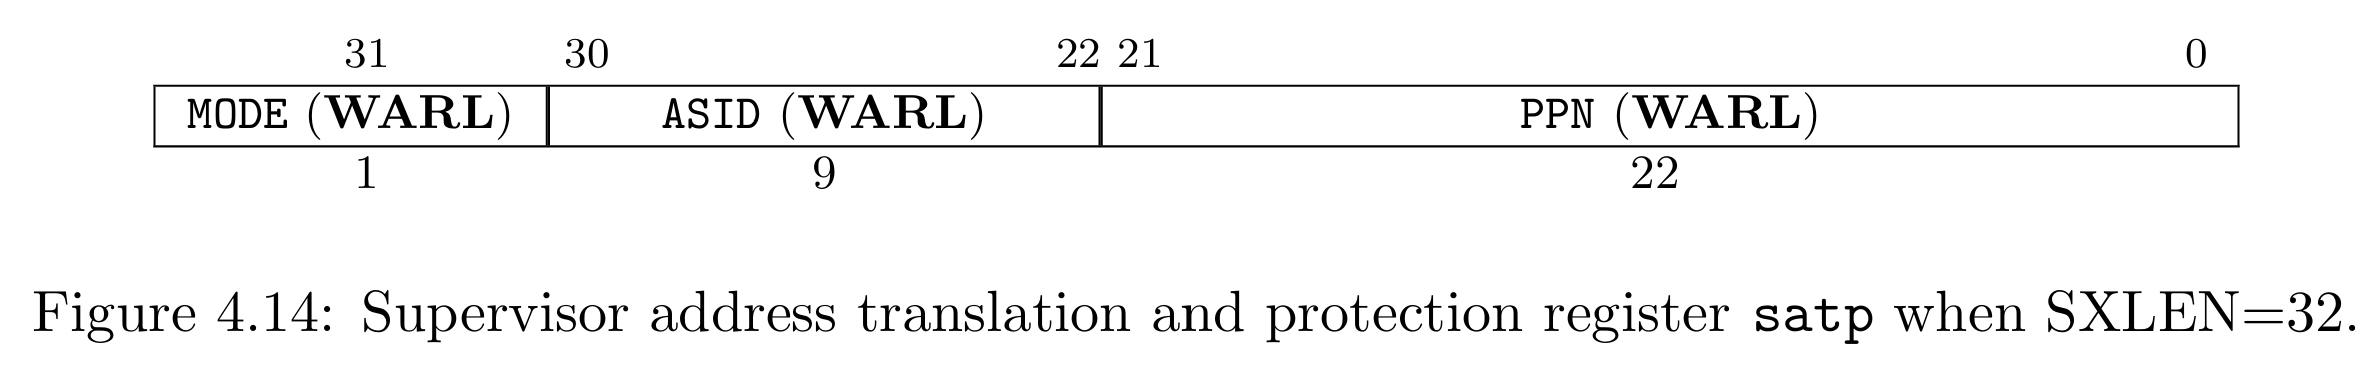 31 30 22 21 0
MODE (WARL) ASID (WARL) PPN (WARL)
1 9 22
Figure 4.14: Supervisor address translation and protection register satp when SXLEN=32.